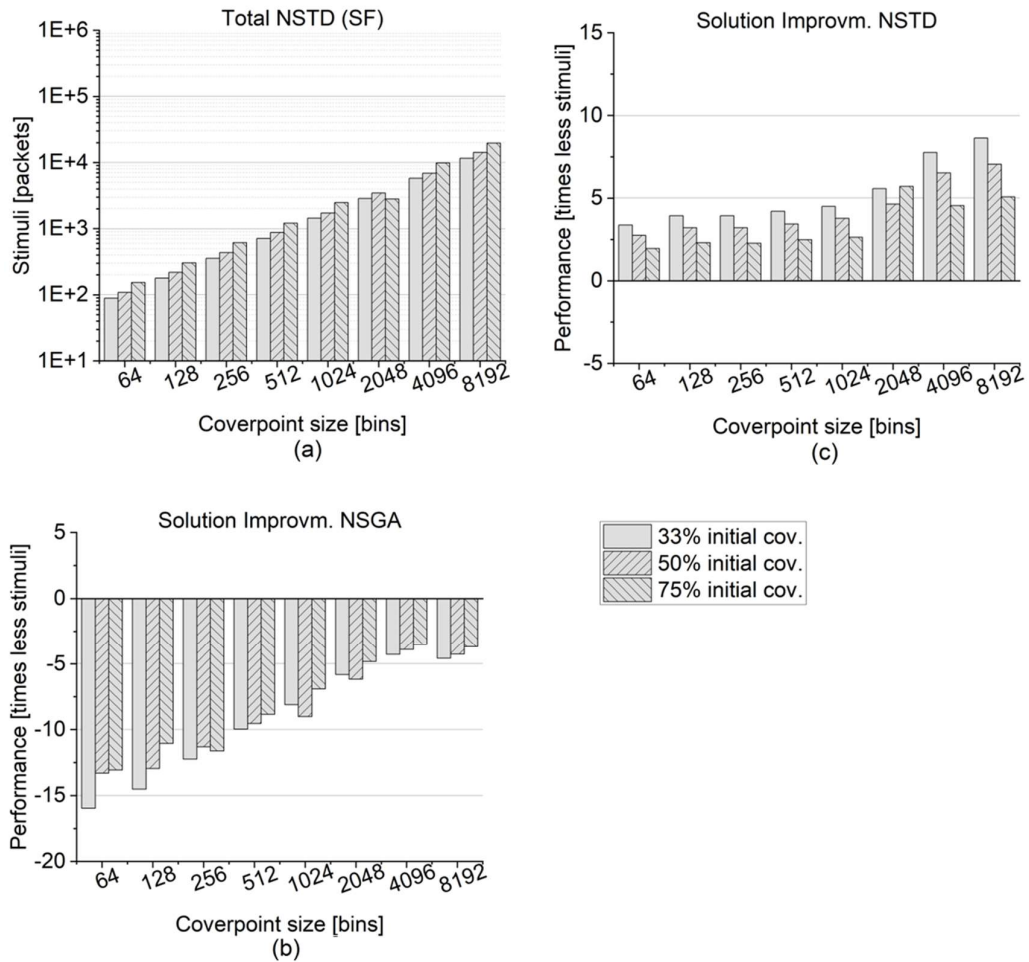 Total NSTD (SF)
Stimuli [packets]
1E+6
1E+5
1E+4
1E+3
1E+2
1E+1
64 128 256 512 1024 2048 4096 8192
Coverpoint size [bins]
(a)
Solution Improvm. NSTD
Performance [times less stimuli]
15
10
5
0
-5
64 128 256 512 1024 2048 4096 8192
Coverpoint size [bins]
(c)
Solution Improvm. NSGA
Performance [times less stimuli]
5
0
-5
-10
-15
-20
64 128 256 512 1024 2048 4096 8192
Coverpoint size [bins]
(b)
33% initial cov.
50% initial cov.
75% initial cov.